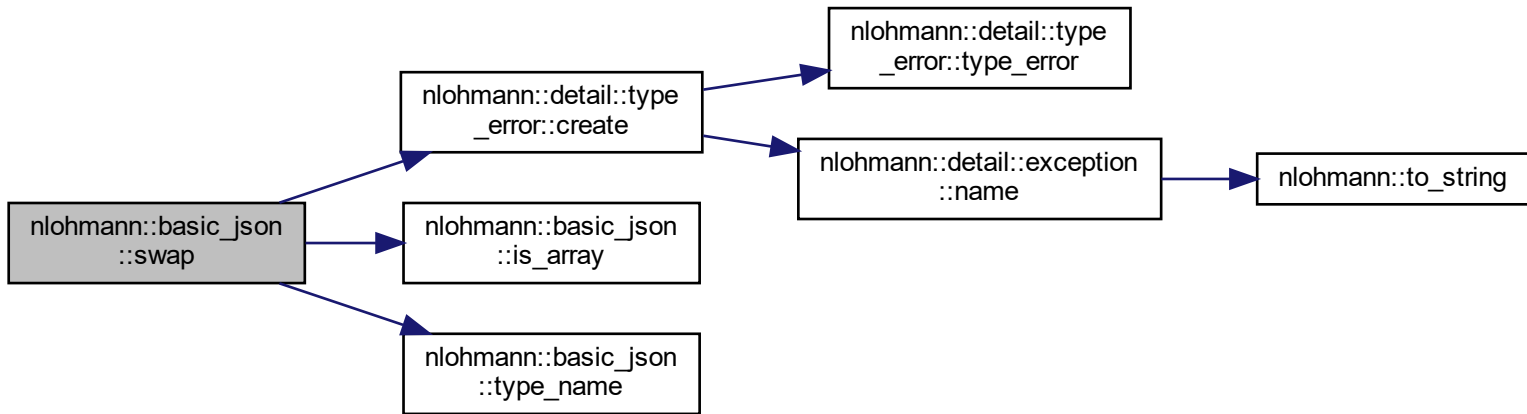 nlohmann::basic_json
::swap
nlohmann::detail::type
_error::create
nlohmann::detail::type
_error::type_error
nlohmann::detail::exception
::name
nlohmann::to_string
nlohmann::basic_json
::is_array
nlohmann::basic_json
::type_name